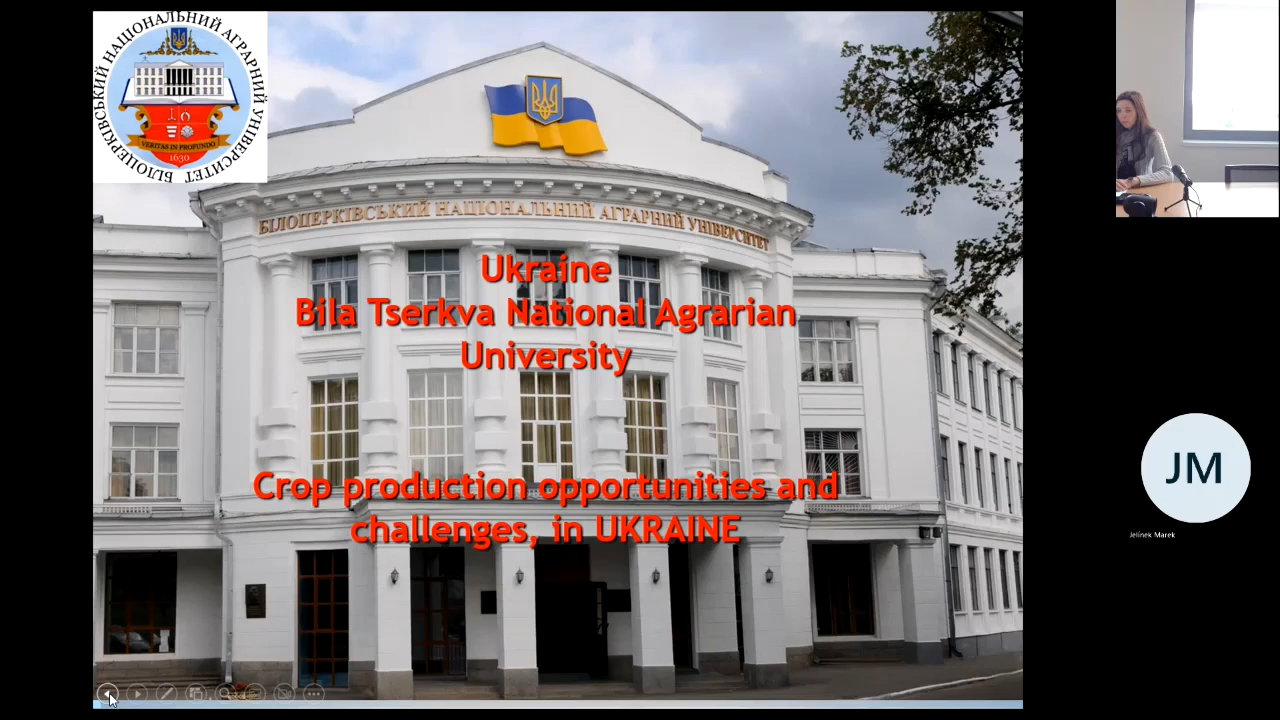 БІЛОЦЕРКІВСЬКИЙ НАЦІОНАЛЬНИЙ АГРАРНИЙ УНІВЕРСИТЕТ
VERITAS IN PROFUNDO
1630
БІЛОЦЕРКІВСЬКИЙ НАЦІОНАЛЬНИЙ АГРАРНИЙ УНІВЕРСИТЕТ
Ukraine
Bila Tserkva National Agrarian
University
Crop production opportunities and
challenges, in UKRAINE
JM
Jelínek Marek